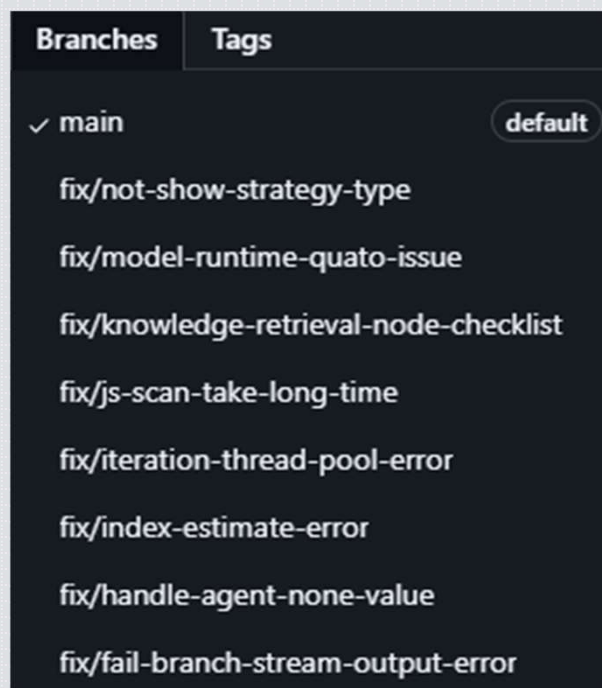 Branches Tags
main default
fix/not-show-strategy-type
fix/model-runtime-quato-issue
fix/knowledge-retrieval-node-checklist
fix/js-scan-take-long-time
fix/iteration-thread-pool-error
fix/index-estimate-error
fix/handle-agent-none-value
fix/fail-branch-stream-output-error